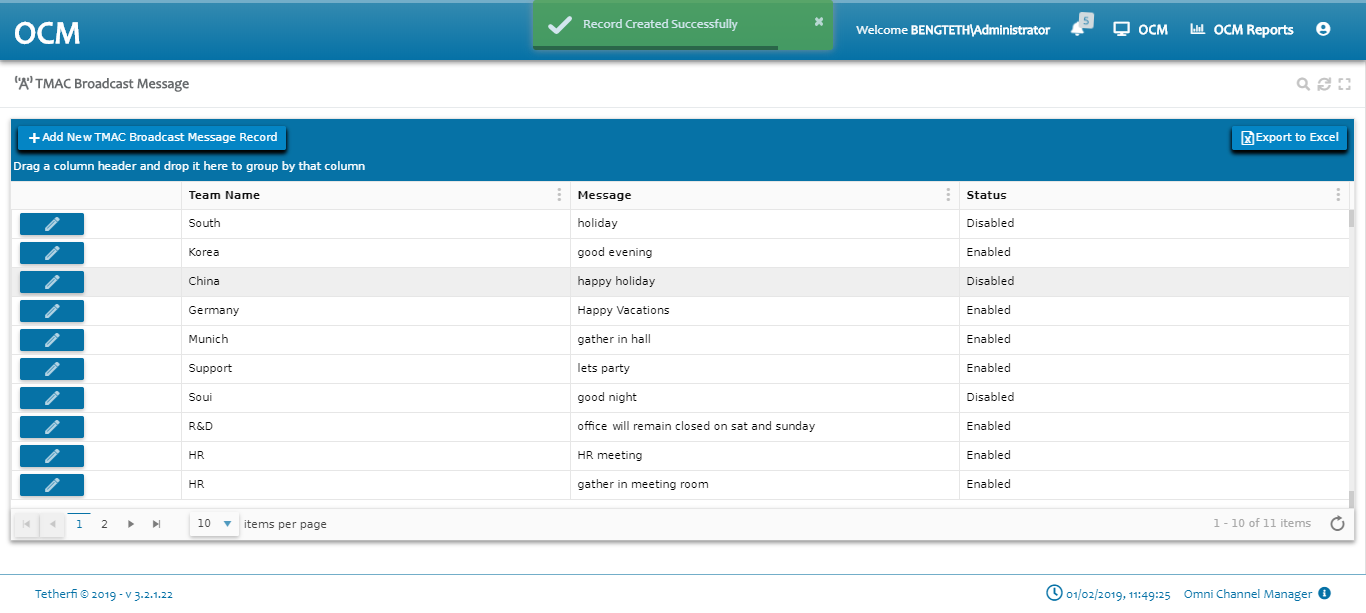 OCM
Record Created Successfully
Welcome BENGTETH\Administrator
5
OCM
OCM Reports
TMAC Broadcast Message
Add New TMAC Broadcast Message Record
Export to Excel
Drag a column header and drop it here to group by that column
Team Name Message Status
South holiday Disabled
Korea good evening Enabled
China happy holiday Disabled
Germany Happy Vacations Enabled
Munich gather in hall Enabled
Support lets party Enabled
Soui good night Disabled
R&D office will remain closed on sat and sunday Enabled
HR HR meeting Enabled
HR gather in meeting room Enabled
1 2 10 items per page 1 - 10 of 11 items
Tetherfi © 2019 - v 3.2.1.22 01/02/2019, 11:49:25 Omni Channel Manager